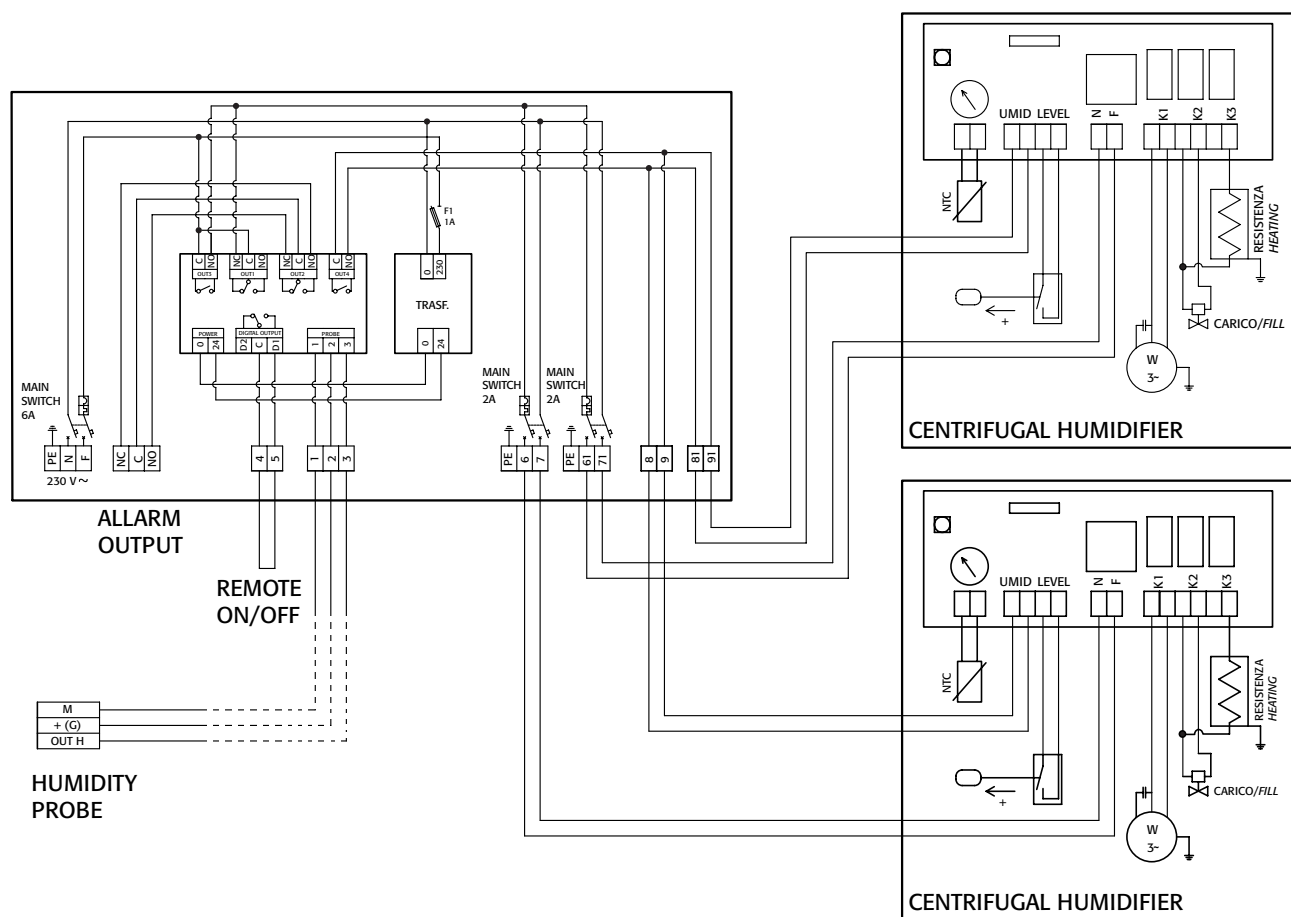 MAIN
SWITCH
6A
PE N F
230 V ~
NC C NO
ALLARM
OUTPUT
C NO
OUT3
NC C NO
OUT1
NC C NO
OUT2
C NO
OUT4
POWER
0 24
DIGITAL OUTPUT
D2 C D1
PROBE
1 2 3
F1
1A
0 230
TRASF.
0 24
4 5
1 2 3
REMOTE
ON/OFF
MAIN
SWITCH
2A
PE 6 7
MAIN
SWITCH
2A
PE 61 71
8 9
81 91
M
+ (G)
OUT H
HUMIDITY
PROBE
UMID LEVEL
N F
K1 K2 K3
NTC
+
RESISTENZA
HEATING
CARICO/FILL
W
3~
CENTRIFUGAL HUMIDIFIER
UMID LEVEL
N F
K1 K2 K3
NTC
+
RESISTENZA
HEATING
CARICO/FILL
W
3~
CENTRIFUGAL HUMIDIFIER